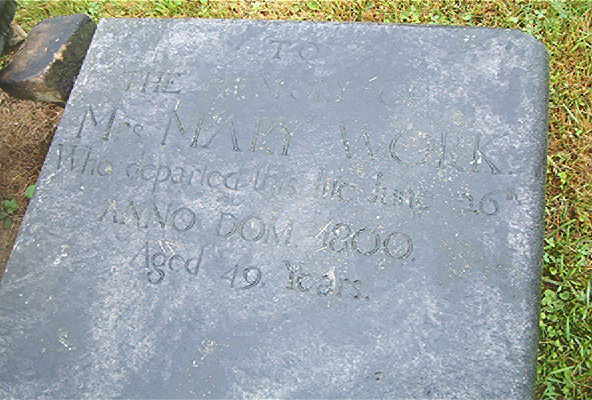 TO
THE MEMORY OF
Mrs MARY WORK
Who departed this life June 26th
ANNO DOM. 1800.
Aged 49 Years.